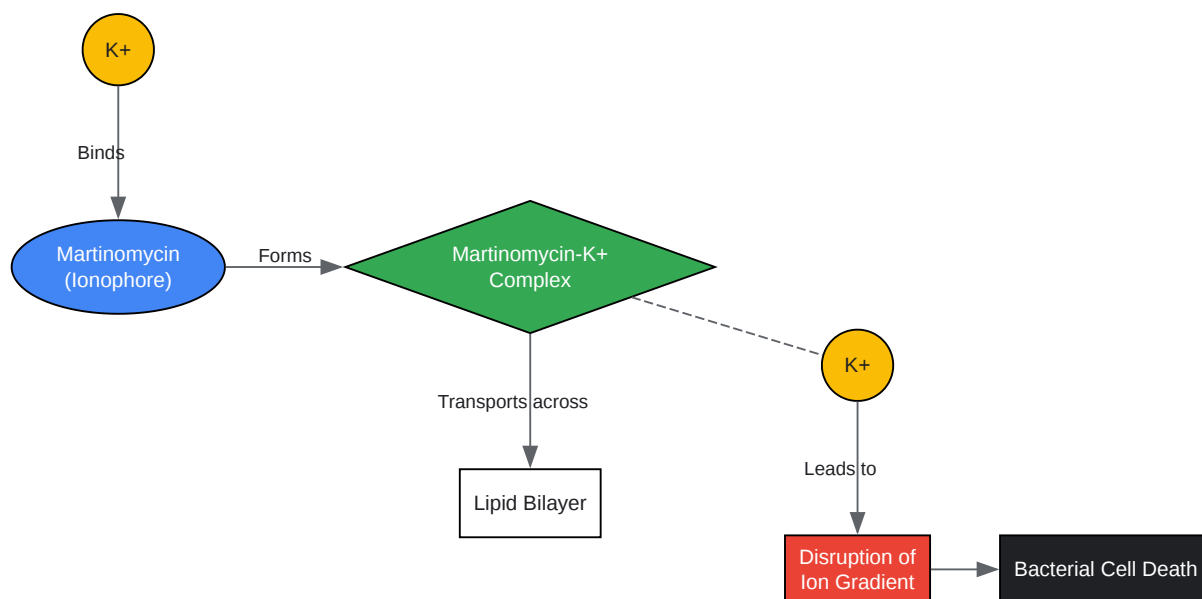 K+
Binds
Martinomycin
(Ionophore)
Forms
Martinomycin-K+
Complex
K+
Transports across
Leads to
Lipid Bilayer
Disruption of
Ion Gradient
Bacterial Cell Death